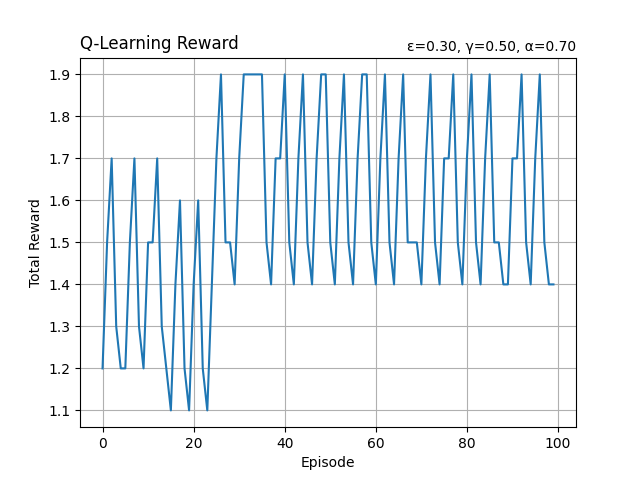 Q-Learning Reward
ε=0.30, γ=0.50, α=0.70
1.9
1.8
1.7
1.6
1.5
1.4
1.3
1.2
1.1
Total Reward
0 20 40 60 80 100
Episode